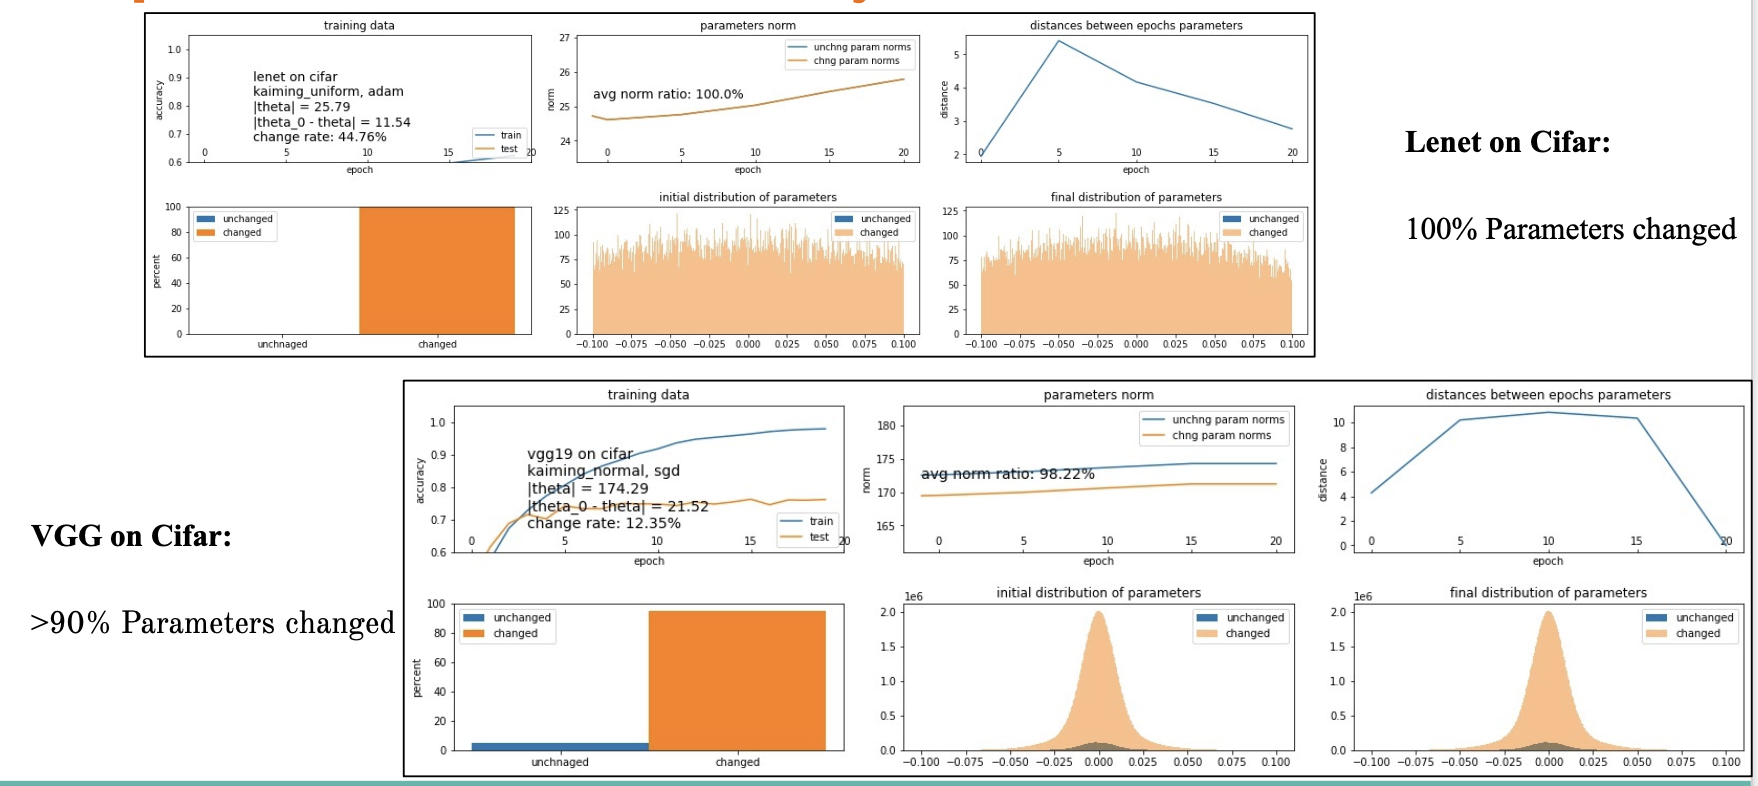 training data
1.0
0.9
0.8
0.7
0.6
accuracy
lenet on cifar
kaiming_uniform, adam
|theta| = 25.79
|theta_0 - theta| = 11.54
change rate: 44.76%
train
test
0 5 10 15 20
epoch
parameters norm
27
26
25
24
norm
unchng param norms
chng param norms
avg norm ratio: 100.0%
0 5 10 15 20
epoch
distances between epochs parameters
5
4
3
2
distance
0 5 10 15 20
epoch
100
80
60
40
20
0
percent
unchanged
changed
unchnaged changed
initial distribution of parameters
125
100
75
50
25
0
unchanged
changed
−0.100 −0.075 −0.050 −0.025 0.000 0.025 0.050 0.075 0.100
final distribution of parameters
125
100
75
50
25
0
unchanged
changed
−0.100 −0.075 −0.050 −0.025 0.000 0.025 0.050 0.075 0.100
Lenet on Cifar:
100% Parameters changed
VGG on Cifar:
>90% Parameters changed
training data
1.0
0.9
0.8
0.7
0.6
accuracy
vgg19 on cifar
kaiming_normal, sgd
|theta| = 174.29
|theta_0 - theta| = 21.52
change rate: 12.35%
train
test
0 5 10 15 20
epoch
parameters norm
180
175
170
165
norm
unchng param norms
chng param norms
avg norm ratio: 98.22%
0 5 10 15 20
epoch
distances between epochs parameters
10
8
6
4
2
0
distance
0 5 10 15 20
epoch
100
80
60
40
20
0
percent
unchanged
changed
unchnaged changed
1e6
initial distribution of parameters
2.0
1.5
1.0
0.5
0.0
unchanged
changed
−0.100 −0.075 −0.050 −0.025 0.000 0.025 0.050 0.075 0.100
1e6
final distribution of parameters
2.0
1.5
1.0
0.5
0.0
unchanged
changed
−0.100 −0.075 −0.050 −0.025 0.000 0.025 0.050 0.075 0.100